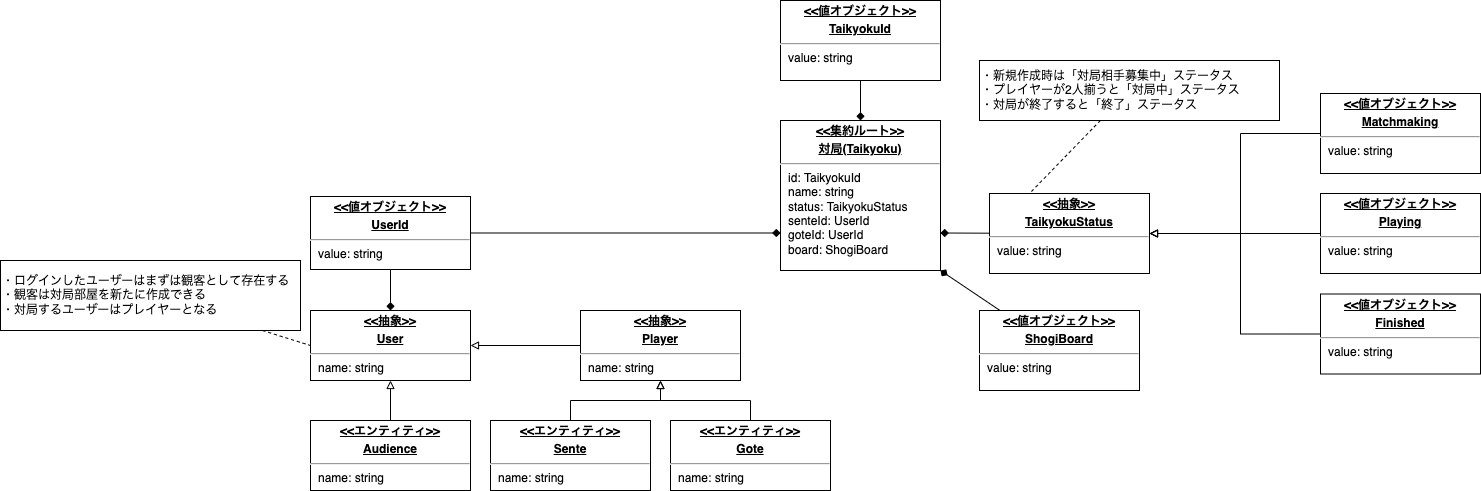 <<値オブジェクト>>
TaikyokuId
value: string
・新規作成時は「対局相手募集中」ステータス
・プレイヤーが2人揃うと「対局中」ステータス
・対局が終了すると「終了」ステータス
<<値オブジェクト>>
Matchmaking
value: string
<<集約ルート>>
対局(Taikyoku)
id: TaikyokuId
name: string
status: TaikyokuStatus
senteId: UserId
goteId: UserId
board: ShogiBoard
<<抽象>>
TaikyokuStatus
value: string
<<値オブジェクト>>
Playing
value: string
<<値オブジェクト>>
UserId
value: string
・ログインしたユーザーはまずは観客として存在する
・観客は対局部屋を新たに作成できる
・対局するユーザーはプレイヤーとなる
<<値オブジェクト>>
Finished
value: string
<<抽象>>
User
name: string
<<抽象>>
Player
name: string
<<値オブジェクト>>
ShogiBoard
value: string
<<エンティティ>>
Audience
name: string
<<エンティティ>>
Sente
name: string
<<エンティティ>>
Gote
name: string